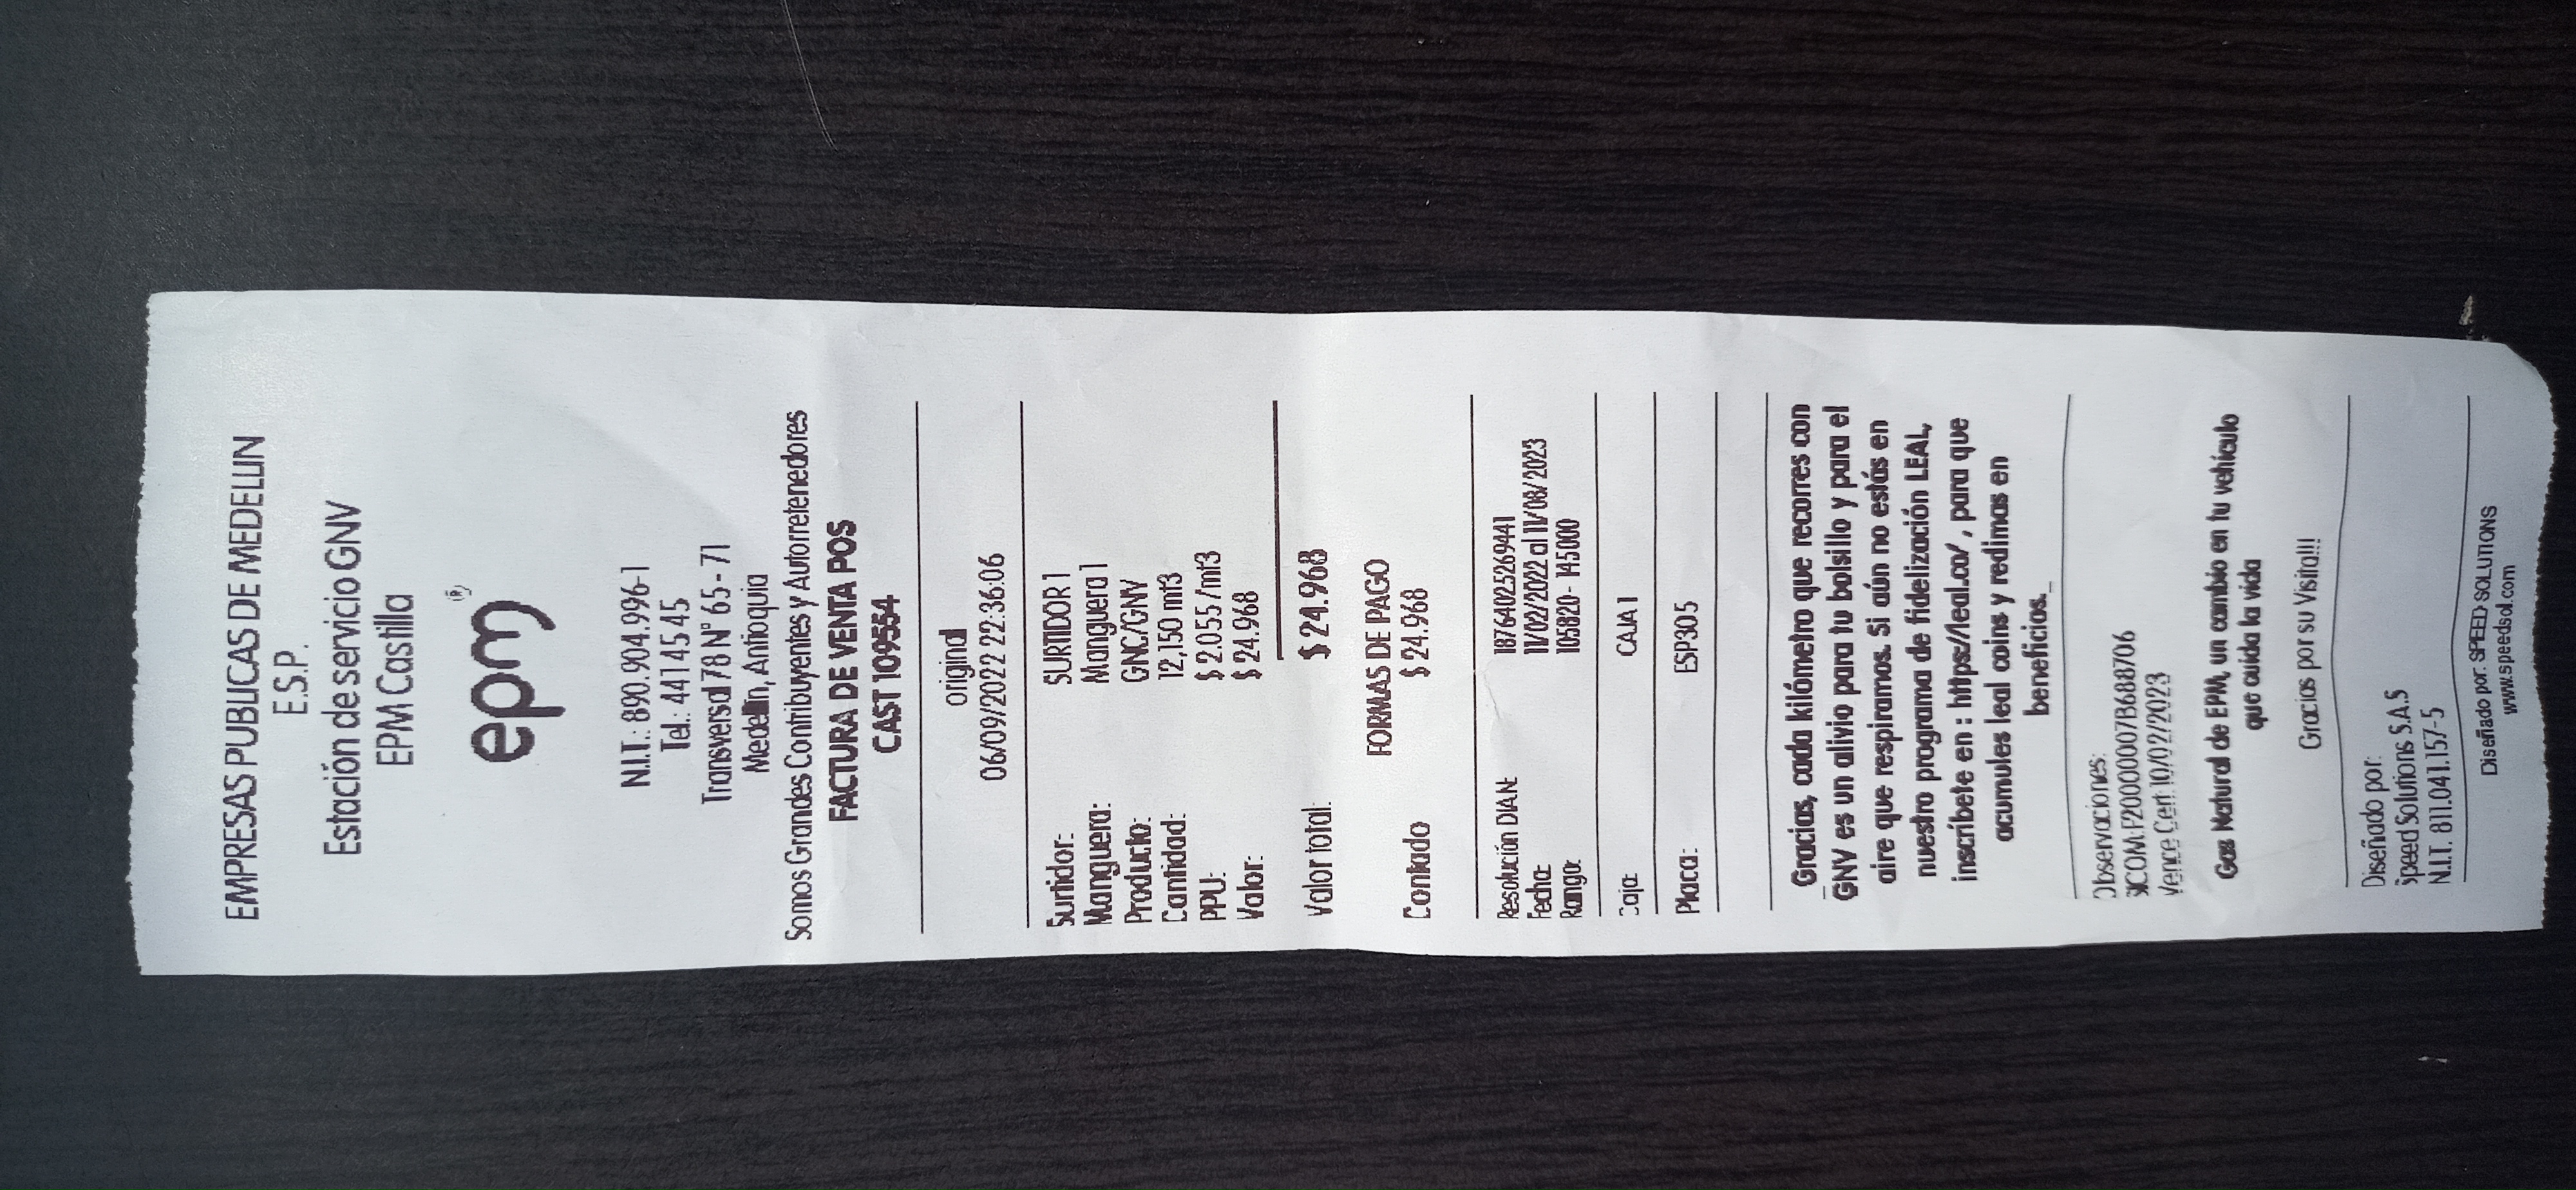 EMPRESAS PUBLICAS DE MEDELLIN
E.S.P.
Estación de servicio GNV
EPM Castilla
epm®
N.I.T.: 890.904.996-1
Tel.: 441 45 45
Transversal 78 N° 65 - 71
Medellín, Antioquia
Somos Grandes Contribuyentes y Autorretenedores
FACTURA DE VENTA POS
CAST 109554
original
06/09/2022 22:36:06
Surtidor: SURTIDOR 1
Manguera: Manguera 1
Producto: GNC/GNV
Cantidad: 12,150 mt3
PPU: $ 2.055 /mt3
Valor: $ 24.968
Valor total: $ 24.968
FORMAS DE PAGO
Contado $ 24.968
Resolución DIAN: 18764025269441
Fecha: 11/02/2022 al 11/08/2023
Rango: 105820 - 145000
Caja: CAJA 1
Placa: ESP305
Gracias, cada kilómetro que recorres con
GNV es un alivio para tu bolsillo y para el
aire que respiramos. Si aún no estás en
nuestro programa de fidelización LEAL,
inscríbete en : https://leal.co/ , para que
acumules leal coins y redimas en
beneficios._
Observaciones:
SICOM:F20000007B688706
Vence Cert:10/02/2023
Gas Natural de EPM, un cambio en tu vehículo
que cuida la vida
Gracias por su Visita!!!
Diseñado por:
Speed Solutions S.A.S
N.I.T. 811.041.157-5
Diseñado por: SPEED SOLUTIONS
www.speedsol.com